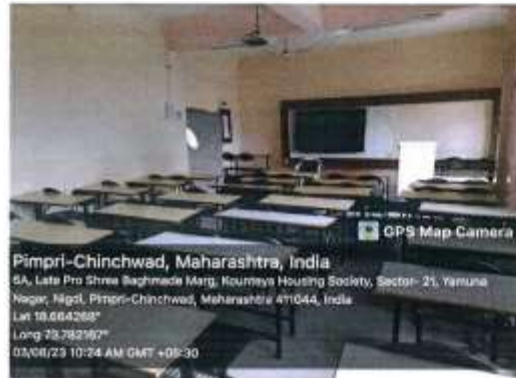 GPS Map Camera
Pimpri-Chinchwad, Maharashtra, India
6A, Late Pro Shree Baghmade Marg, Koumeya Housing Society, Sector- 21, Yamuna
Nagar, Nigdi, Pimpri-Chinchwad, Maharashtra 411044, India
Lat 18.664268°
Long 73.782167°
03/08/23 10:24 AM GMT +05:30